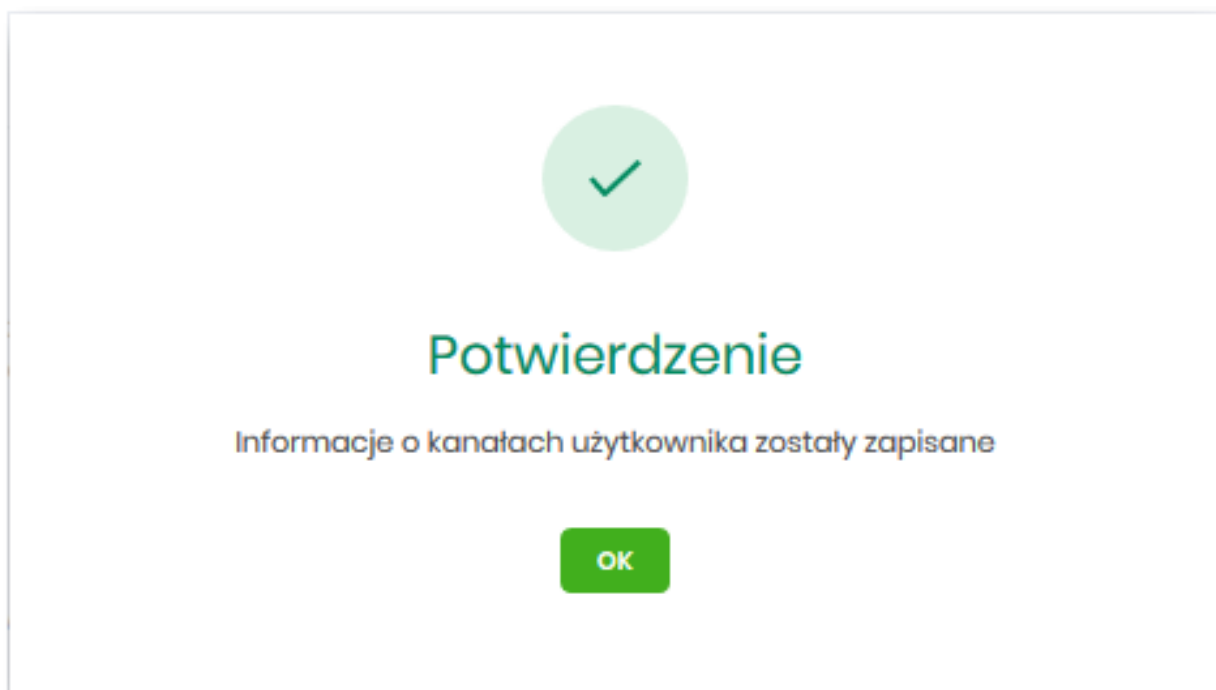 Potwierdzenie
Informacje o kanałach użytkownika zostały zapisane
OK